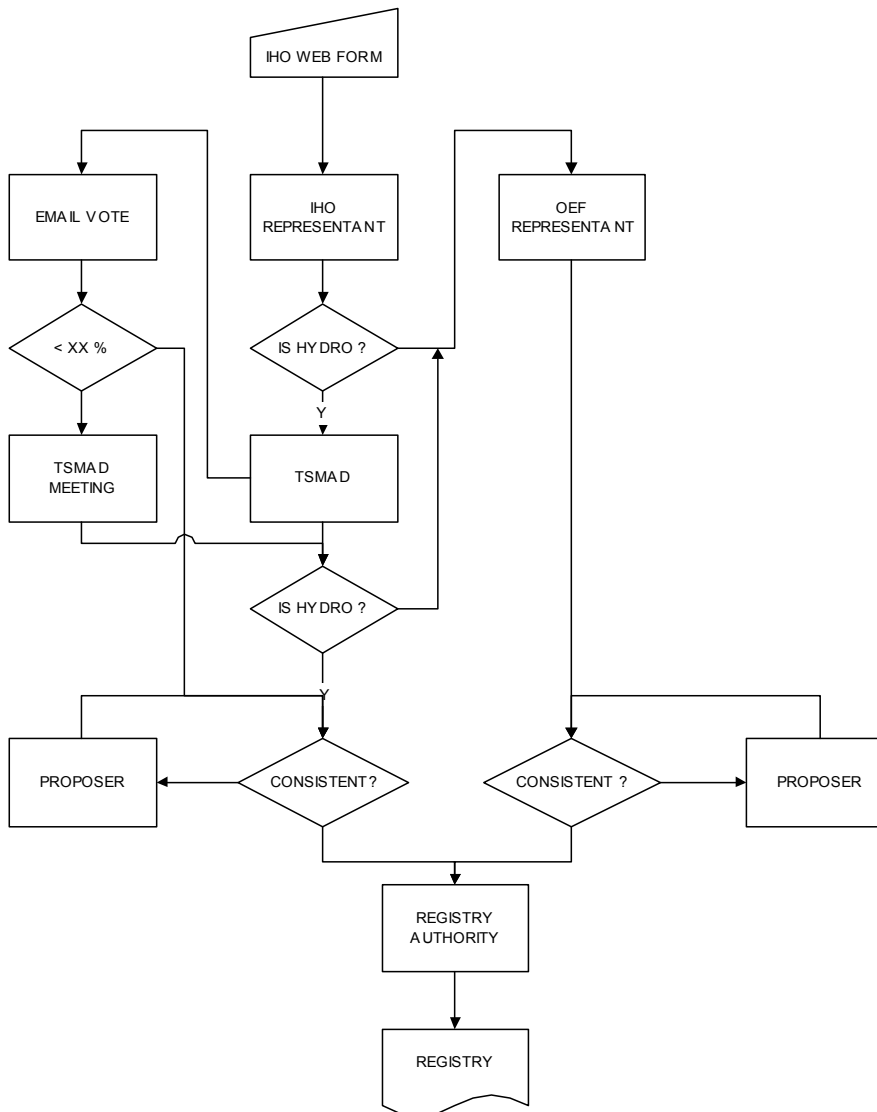 IHO WEB FORM
EMAIL VOTE
IHO
REPRESENTANT
OEF
REPRESENTANT
< XX %
IS HYDRO ?
Y
TSMAD
MEETING
TSMAD
IS HYDRO ?
Y
PROPOSER
CONSISTENT?
CONSISTENT ?
PROPOSER
REGISTRY
AUTHORITY
REGISTRY